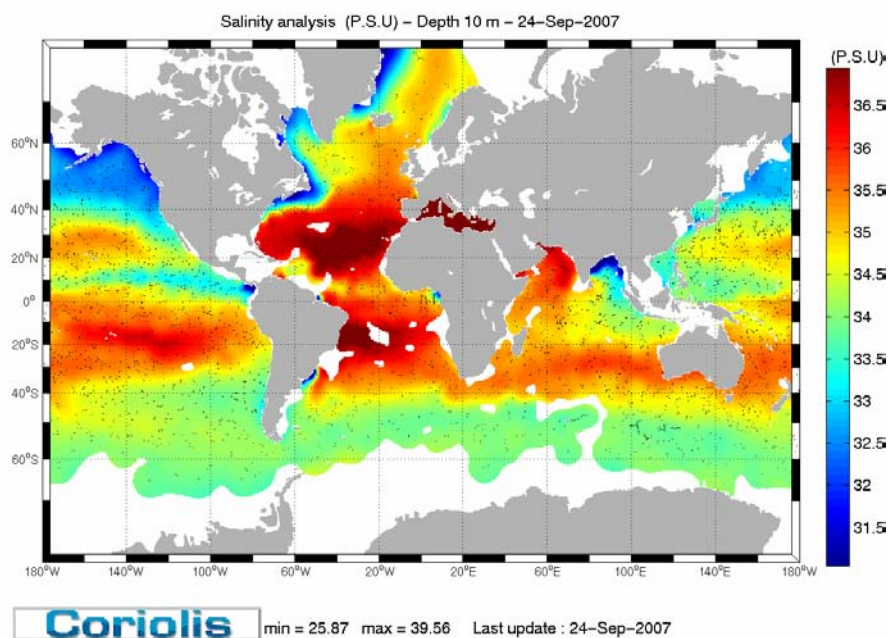 Salinity analysis (P.S.U) – Depth 10 m – 24–Sep–2007
(P.S.U)
36.5
36
35.5
35
34.5
34
33.5
33
32.5
32
31.5
60°N
40°N
20°N
0°
20°S
40°S
60°S
180°W 140°W 100°W 60°W 20°W 20°E 60°E 100°E 140°E 180°W
Coriolis min = 25.87 max = 39.56 Last update : 24–Sep–2007